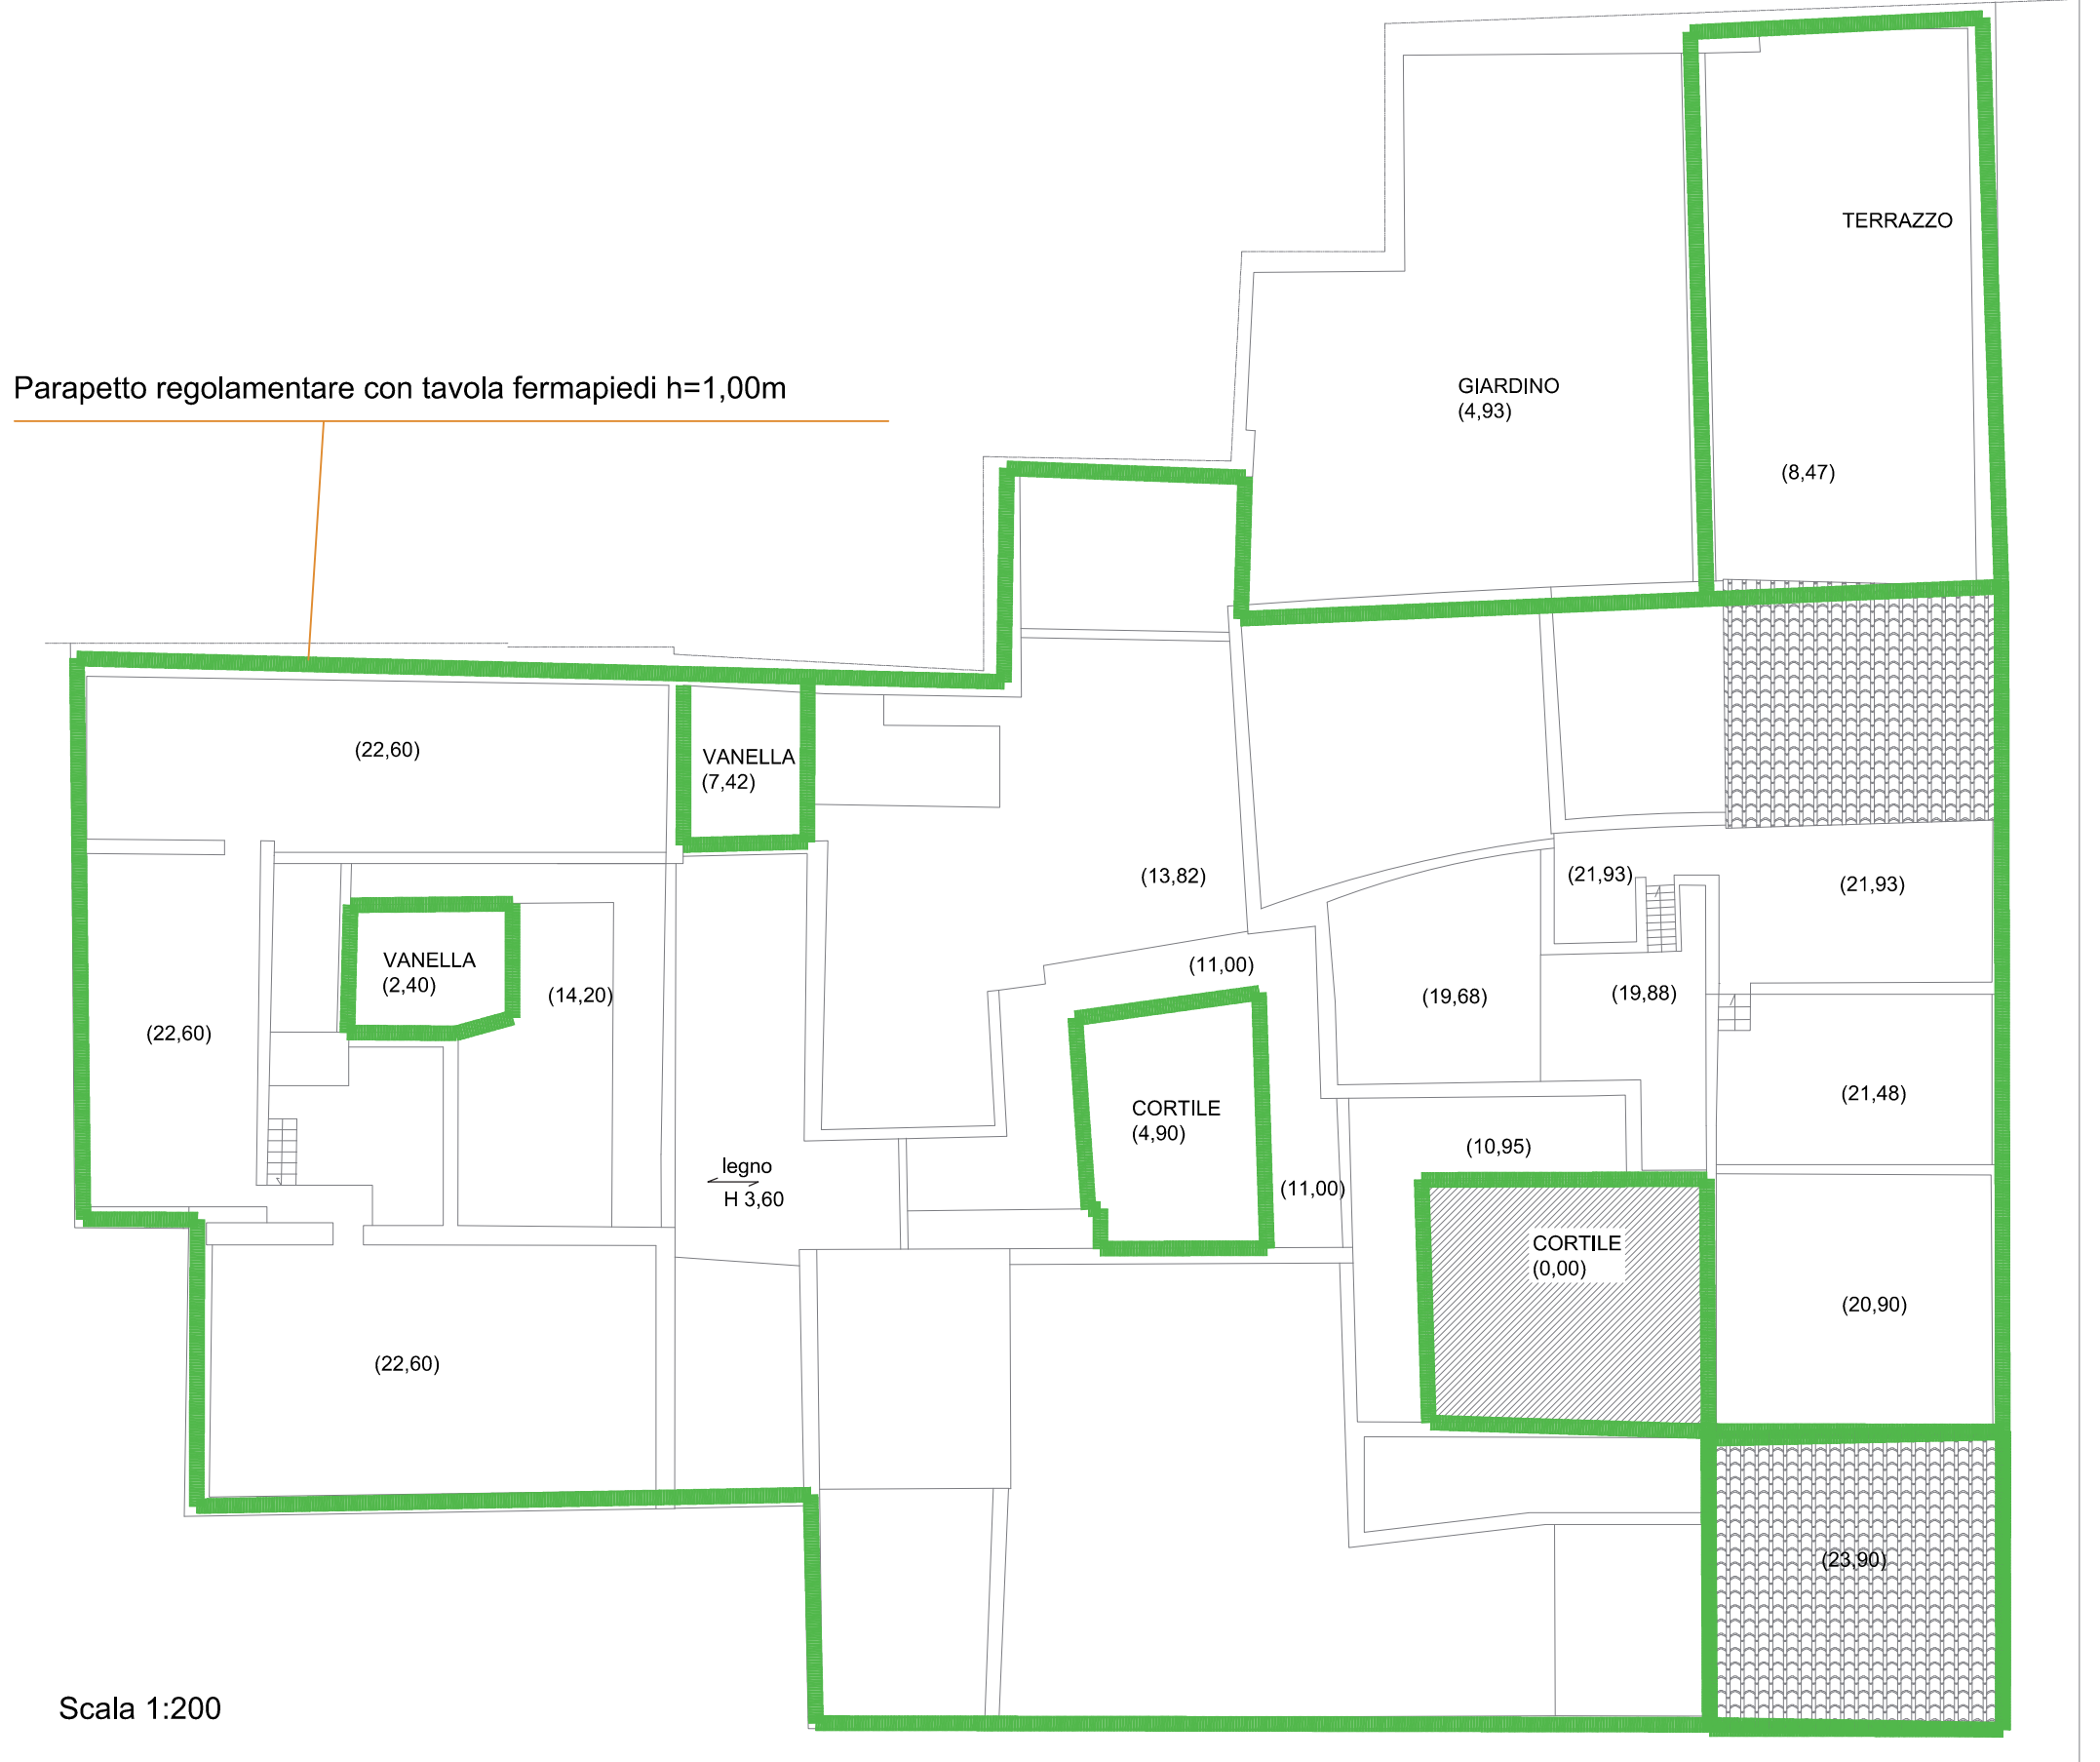 TERRAZZO
Parapetto regolamentare con tavola fermapiedi h=1,00m
GIARDINO
(4,93)
(8,47)
(22,60)
VANELLA
(7,42)
(13,82)
(21,93)
(21,93)
VANELLA
(2,40)
(14,20)
(11,00)
(19,68)
(19,88)
(22,60)
CORTILE
(4,90)
(21,48)
(10,95)
legno
H 3,60
(11,00)
CORTILE
(0,00)
(20,90)
(22,60)
(23,90)
Scala 1:200